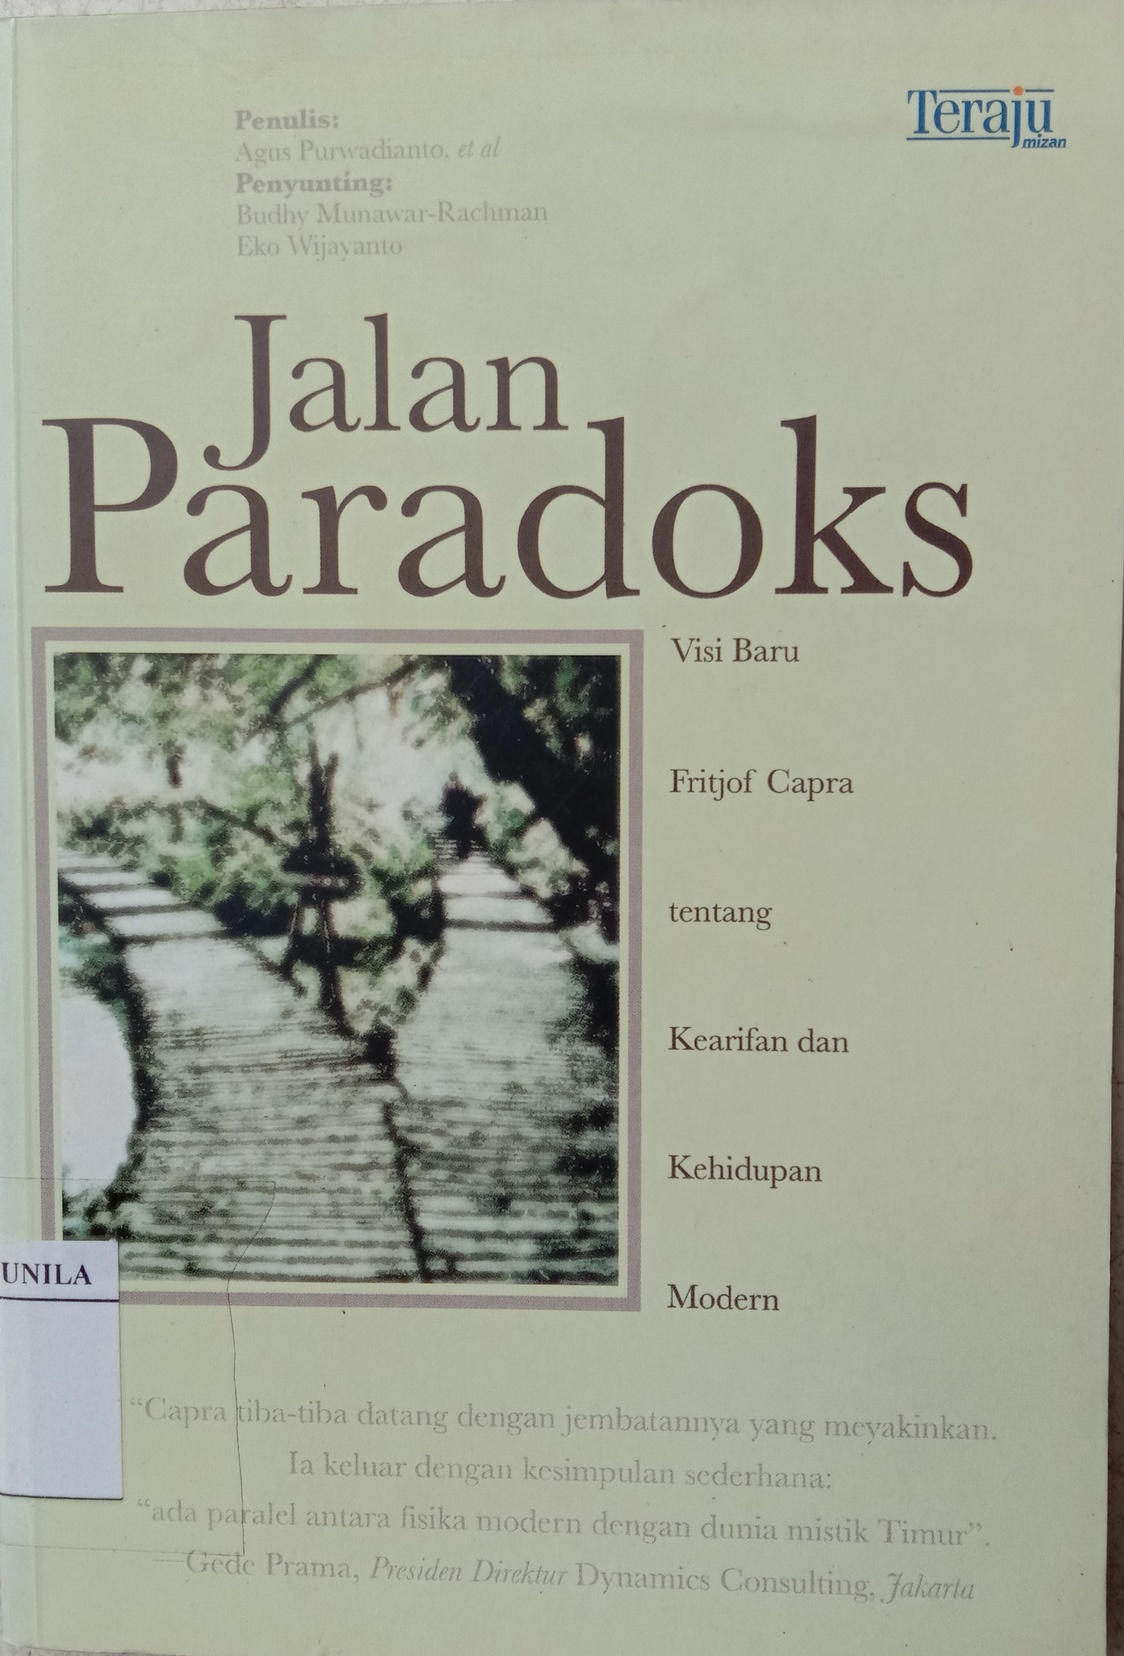 Penulis:
Agus Purwadianto, et al
Penyunting:
Budhy Munawar-Rachman
Eko Wijayanto
Teraju
mizan
Jalan
Paradoks
Visi Baru
Fritjof Capra
tentang
Kearifan dan
Kehidupan
Modern
UNILA
“Capra tiba-tiba datang dengan jembatannya yang meyakinkan.
Ia keluar dengan kesimpulan sederhana:
“ada paralel antara fisika modern dengan dunia mistik Timur”.
—Gede Prama, Presiden Direktur Dynamics Consulting, Jakarta